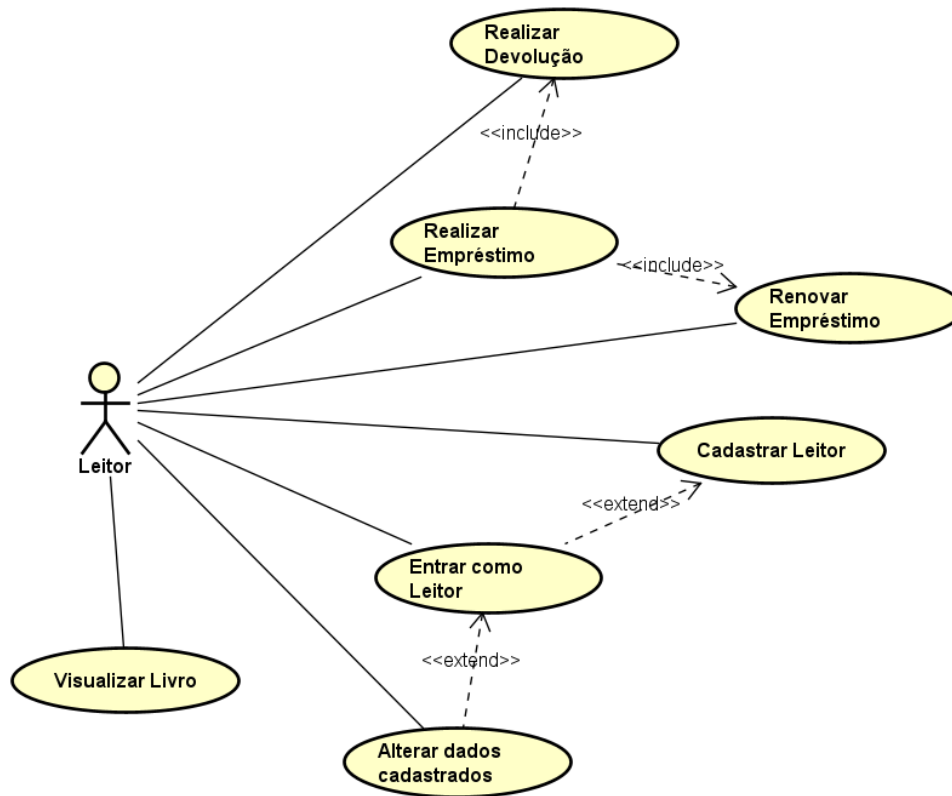 Realizar
Devolução
<<include>>
Realizar
Empréstimo
<<include>>
Renovar
Empréstimo
Leitor
Cadastrar Leitor
<<extend>>
Entrar como
Leitor
<<extend>>
Visualizar Livro
Alterar dados
cadastrados